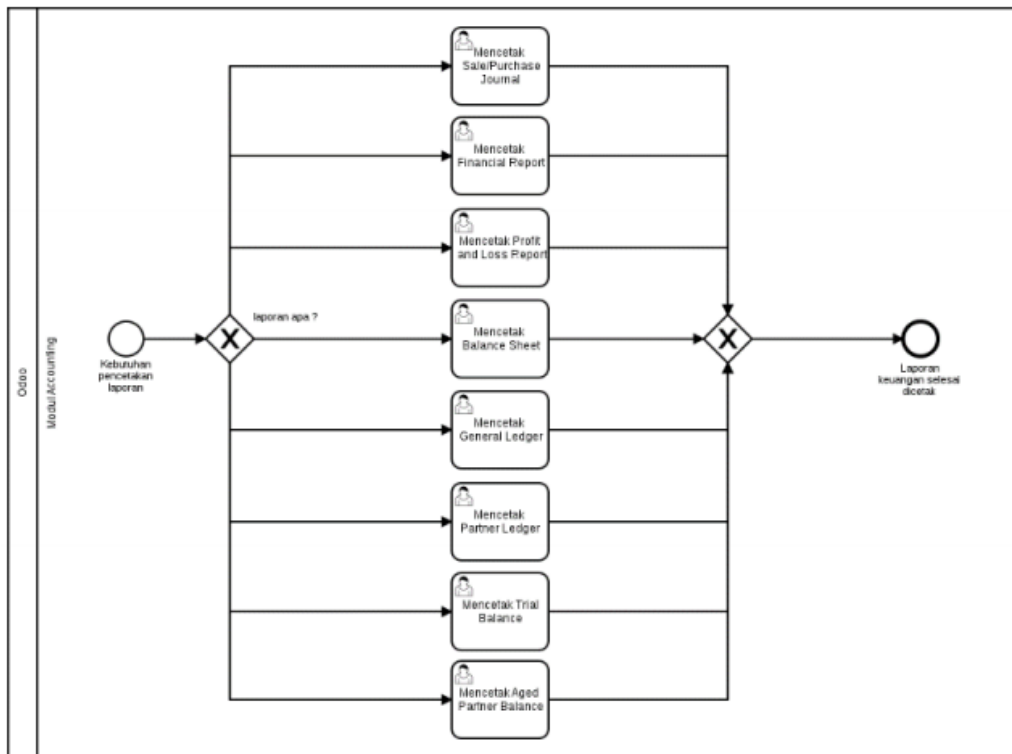 Odoo
Modul Accounting
Kebutuhan
pencetakan
laporan
laporan apa ?
Mencetak
Sale/Purchase
Journal
Mencetak
Financial Report
Mencetak Profit
and Loss Report
Mencetak
Balance Sheet
Mencetak
General Ledger
Mencetak
Partner Ledger
Mencetak Trial
Balance
Mencetak Aged
Partner Balance
Laporan
keuangan selesai
dicetak